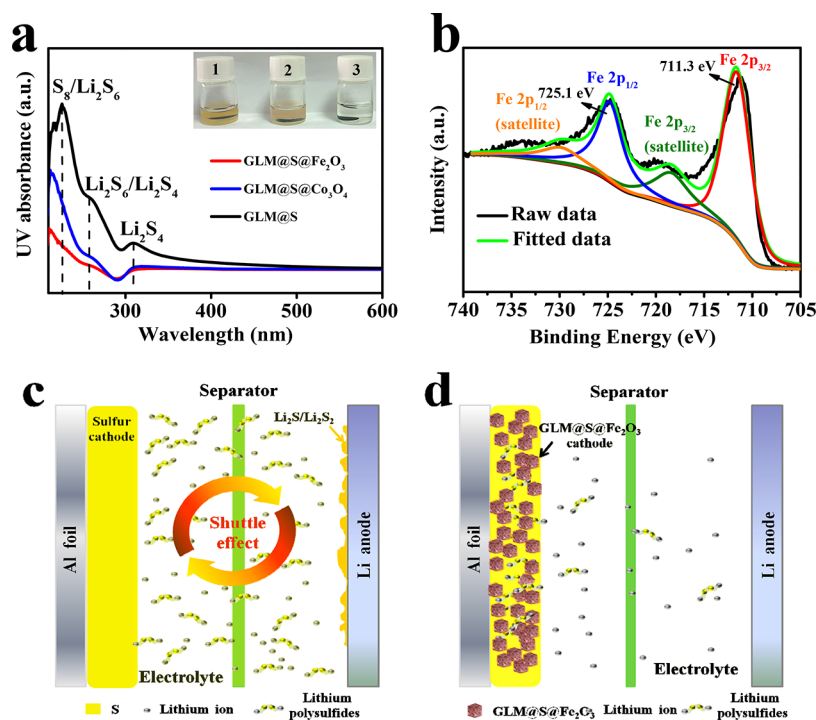 a
1 2 3
S8/Li2S6
Li2S6/Li2S4
Li2S4
GLM@S@Fe2O3
GLM@S@Co3O4
GLM@S
UV absorbance (a.u.)
300 400 500 600
Wavelength (nm)
b
Fe 2p3/2
711.3 eV
Fe 2p1/2
725.1 eV
Fe 2p1/2
(satellite)
Fe 2p3/2
(satellite)
Raw data
Fitted data
Intensity (a.u.)
740 735 730 725 720 715 710 705
Binding Energy (eV)
c
Separator
Sulfur
cathode
Li2S/Li2S2
Al foil
Shuttle
effect
Li anode
Electrolyte
S
Lithium ion
Lithium
polysulfides
d
Separator
GLM@S@Fe2O3
cathode
Al foil
Li anode
Electrolyte
GLM@S@Fe2O3
Lithium ion
Lithium
polysulfides